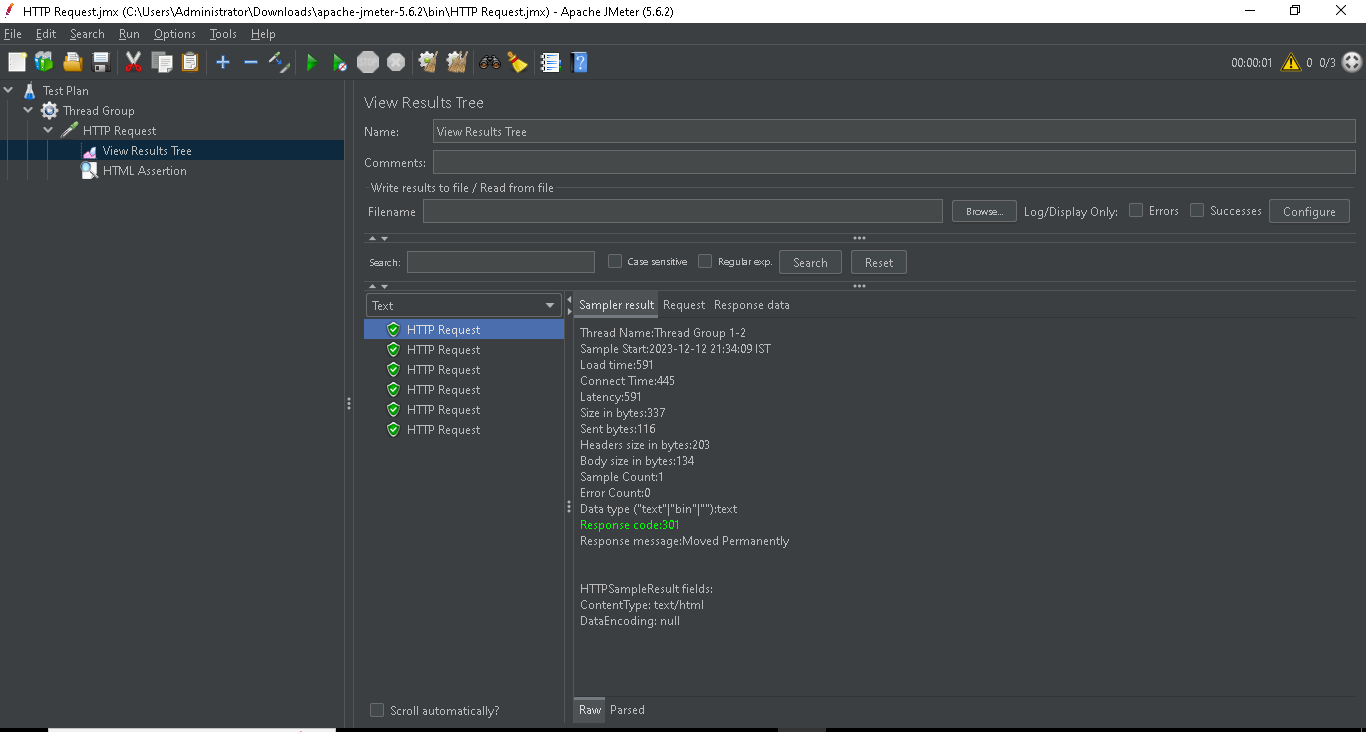 HTTP Request.jmx (C:\Users\Administrator\Downloads\apache-jmeter-5.6.2\bin\HTTP Request.jmx) - Apache JMeter (5.6.2)
File Edit Search Run Options Tools Help
STOP
00:00:01 0 0/3
Test Plan
Thread Group
HTTP Request
View Results Tree
HTML Assertion
View Results Tree
Name: View Results Tree
Comments:
Write results to file / Read from file
Filename Browse... Log/Display Only: Errors Successes Configure
Search: Case sensitive Regular exp. Search Reset
Text
HTTP Request
HTTP Request
HTTP Request
HTTP Request
HTTP Request
HTTP Request
Scroll automatically?
Sampler result Request Response data
Thread Name:Thread Group 1-2
Sample Start:2023-12-12 21:34:09 IST
Load time:591
Connect Time:445
Latency:591
Size in bytes:337
Sent bytes:116
Headers size in bytes:203
Body size in bytes:134
Sample Count:1
Error Count:0
Data type ("text"|"bin"|""):text
Response code:301
Response message:Moved Permanently
HTTPSampleResult fields:
ContentType: text/html
DataEncoding: null
Raw Parsed